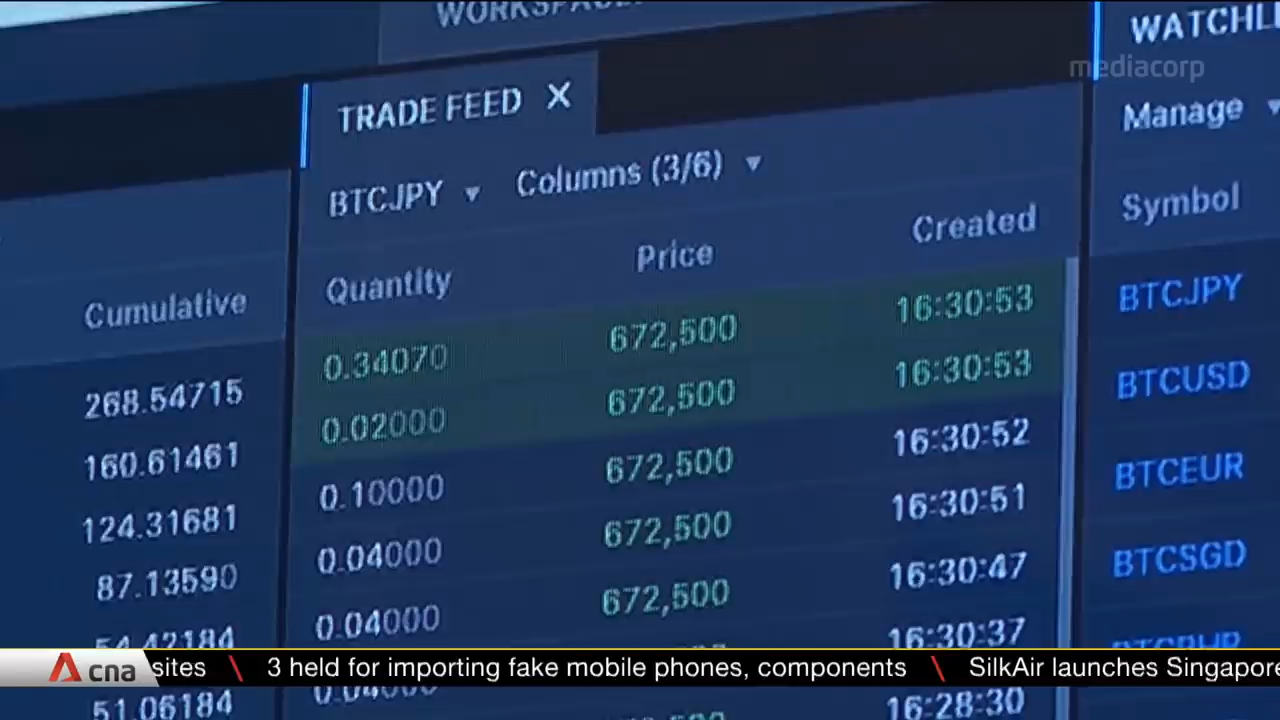 WATCHL
mediacorp
TRADE FEED X
Manage
BTCJPY Columns (3/6)
Symbol
Cumulative Quantity Price Created
268.54715 0.34070 672,500 16:30:53 BTCJPY
160.61461 0.02000 672,500 16:30:53 BTCUSD
124.31681 0.10000 672,500 16:30:52 BTCEUR
87.13590 0.04000 672,500 16:30:51 BTCSGD
54.42184 0.04000 672,500 16:30:47
16:30:37
cna sites \ 3 held for importing fake mobile phones, components \ SilkAir launches Singapore
51.06184 0.04000 16:28:30